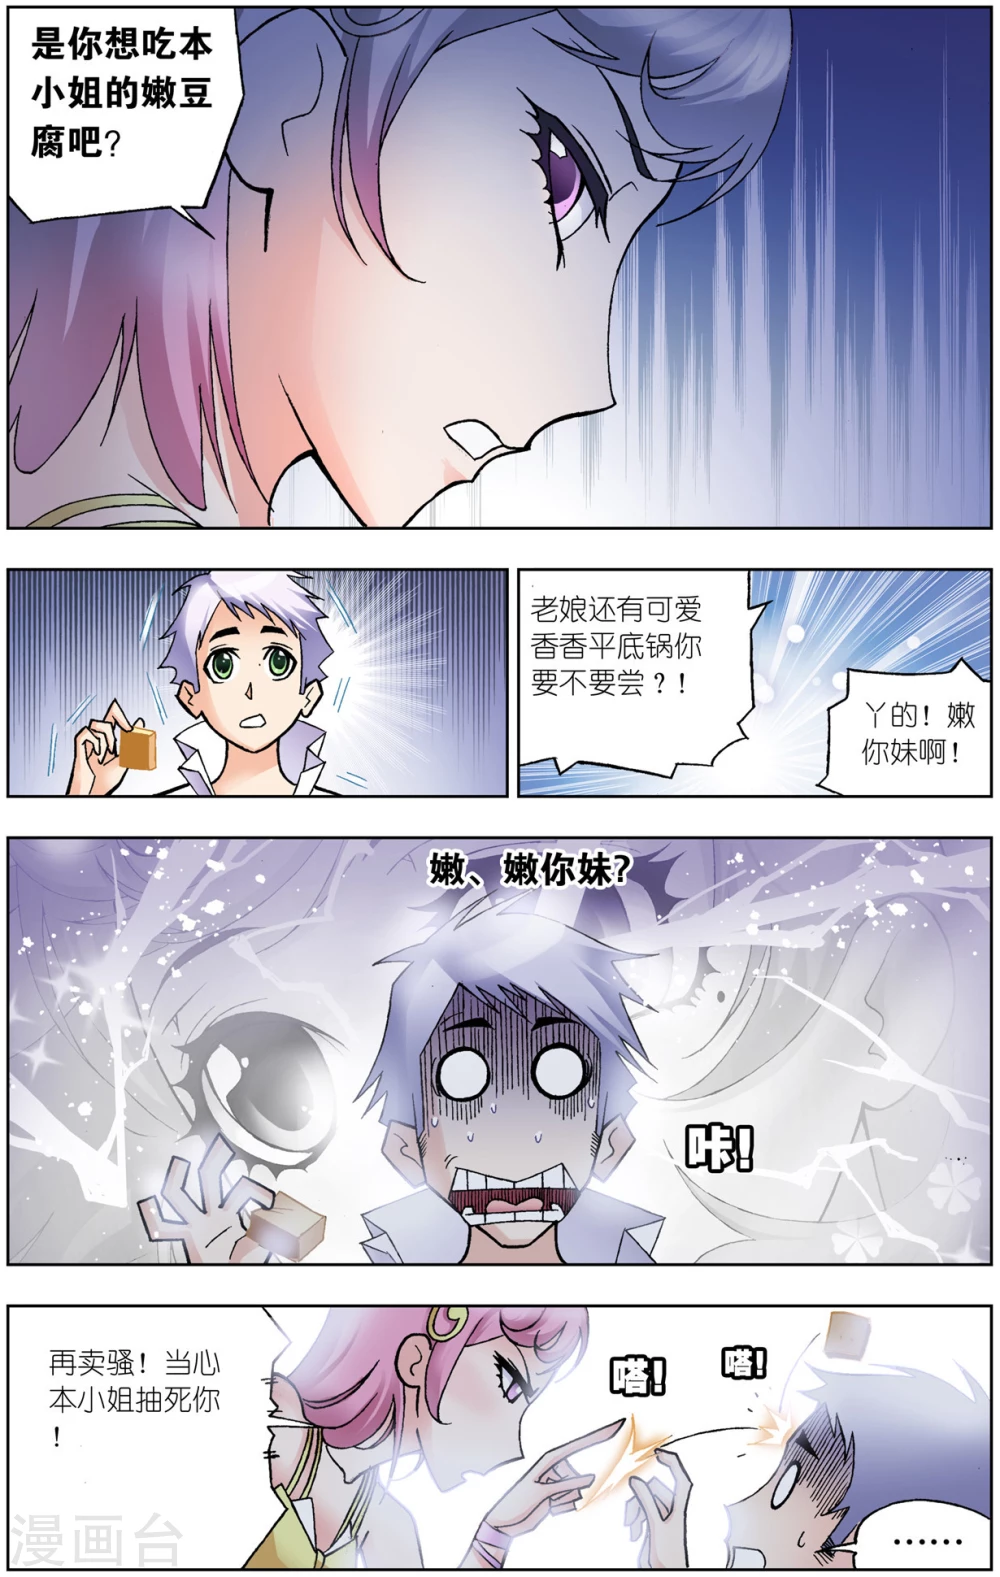 是你想吃本
小姐的嫩豆
腐吧？
老娘还有可爱
香香平底锅你
要不要尝？！
丫的！嫩
你妹啊！
嫩、嫩你妹？
咔！
再卖骚！当心
本小姐抽死你
！
嗒！
嗒！
……
漫画台